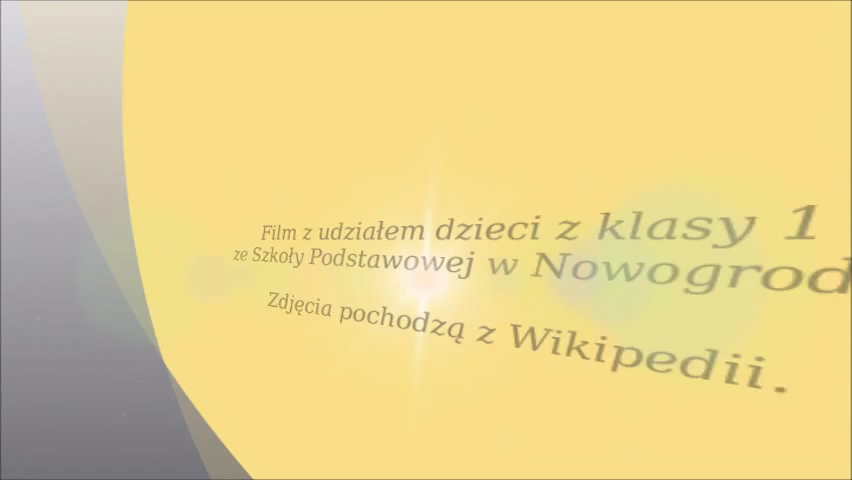 Film z udziałem dzieci z klasy 1
ze Szkoły Podstawowej w Nowogrod
Zdjęcia pochodzą z Wikipedii.